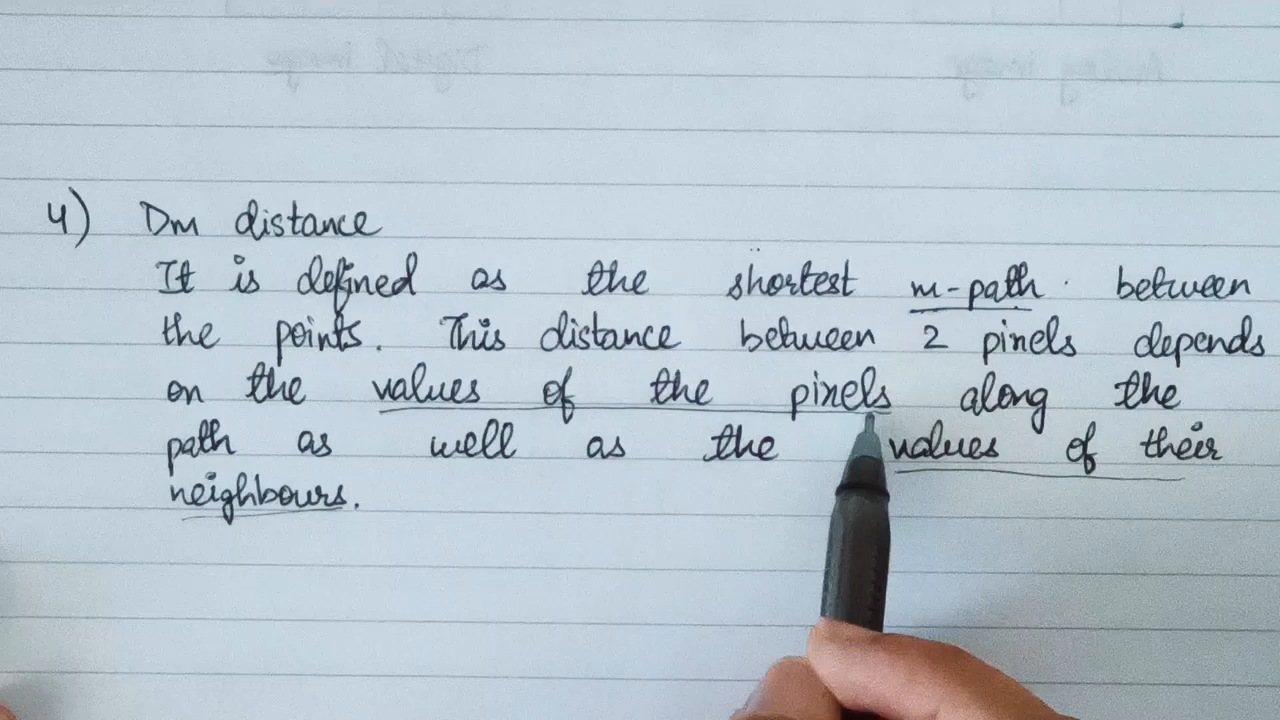 4) Dm distance
It is defined as the shortest m-path between
the points. This distance between 2 pixels depends
on the values of the pixels along the
path as well as the values of their
neighbours.